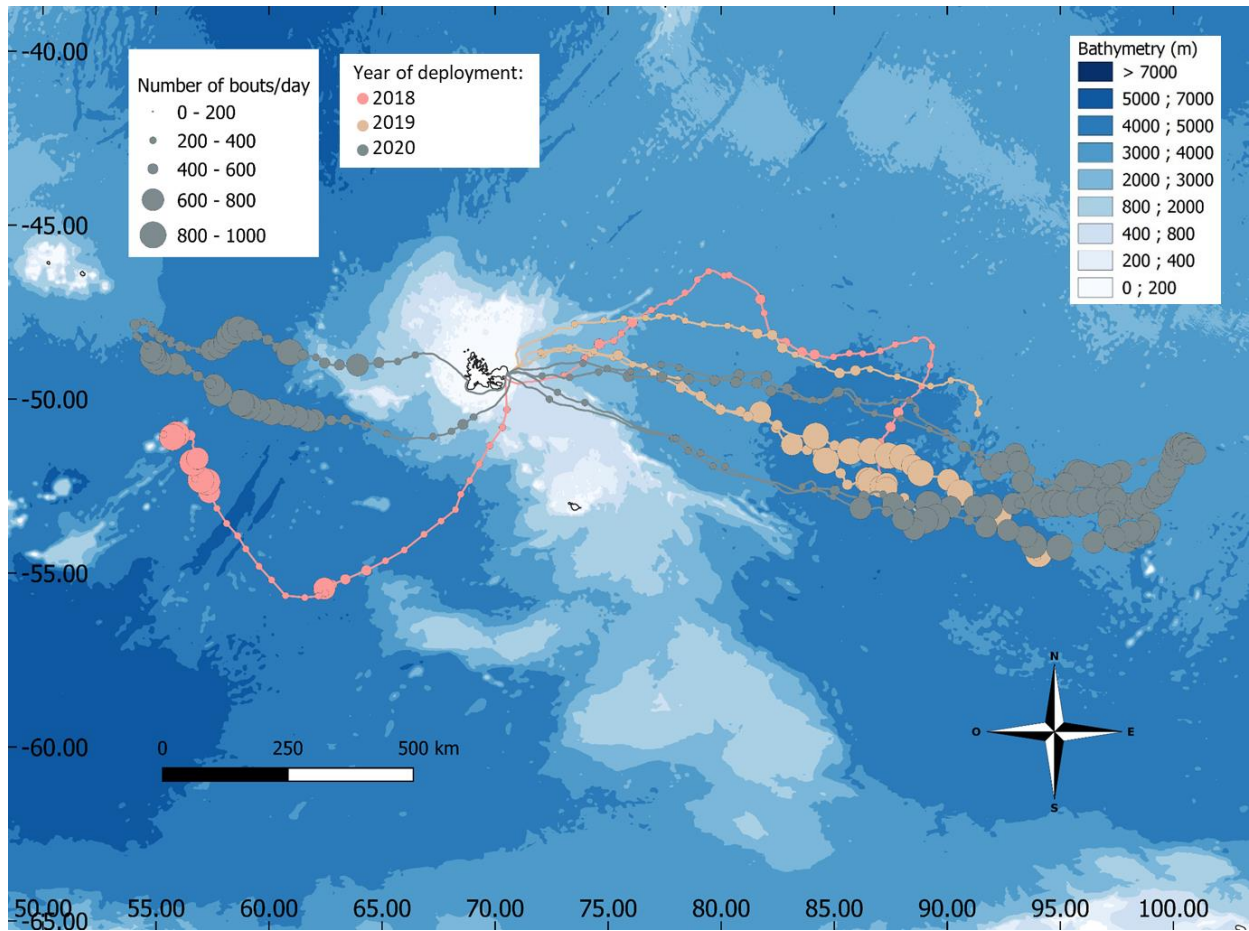 -40.00
-45.00
-50.00
-55.00
-60.00
-65.00
Number of bouts/day
0 - 200
200 - 400
400 - 600
600 - 800
800 - 1000
Year of deployment:
2018
2019
2020
Bathymetry (m)
> 7000
5000 ; 7000
4000 ; 5000
3000 ; 4000
2000 ; 3000
800 ; 2000
400 ; 800
200 ; 400
0 ; 200
N
O E
S
0 250 500 km
50.00 55.00 60.00 65.00 70.00 75.00 80.00 85.00 90.00 95.00 100.00